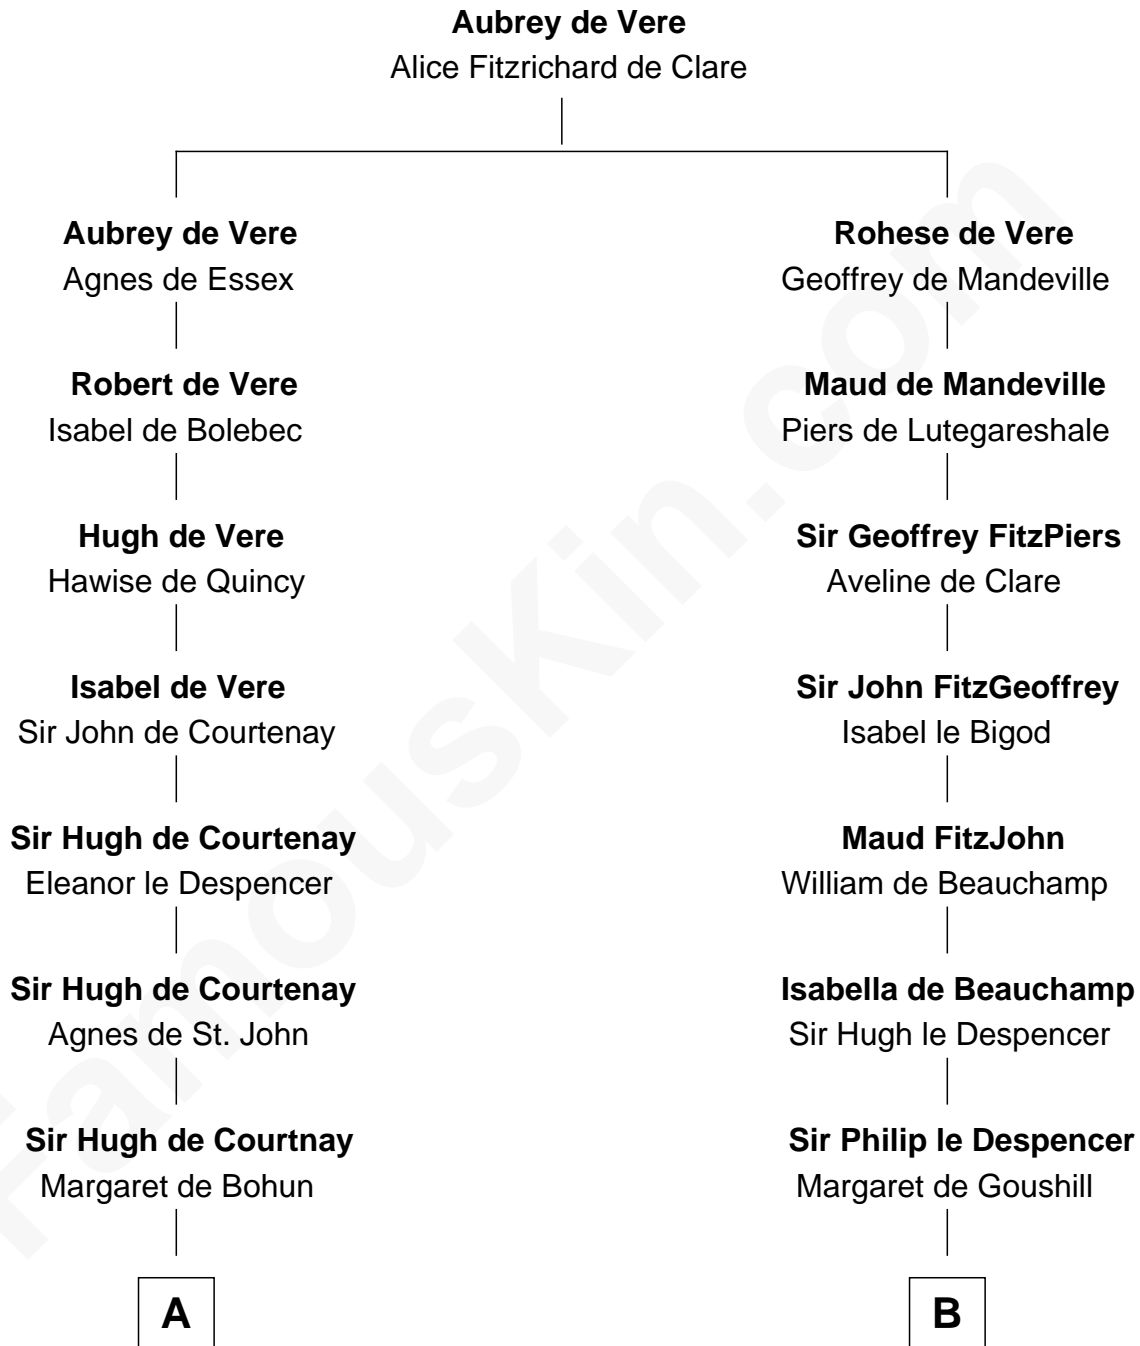 Aubrey de Vere
Alice Fitzrichard de Clare
Aubrey de Vere
Agnes de Essex
Robert de Vere
Isabel de Bolebec
Hugh de Vere
Hawise de Quincy
Isabel de Vere
Sir John de Courtenay
Sir Hugh de Courtenay
Eleanor le Despencer
Sir Hugh de Courtenay
Agnes de St. John
Sir Hugh de Courtnay
Margaret de Bohun
A
Rohese de Vere
Geoffrey de Mandeville
Maud de Mandeville
Piers de Lutegareshale
Sir Geoffrey FitzPiers
Aveline de Clare
Sir John FitzGeoffrey
Isabel le Bigod
Maud FitzJohn
William de Beauchamp
Isabella de Beauchamp
Sir Hugh le Despencer
Sir Philip le Despencer
Margaret de Goushill
B
FamousKin.com